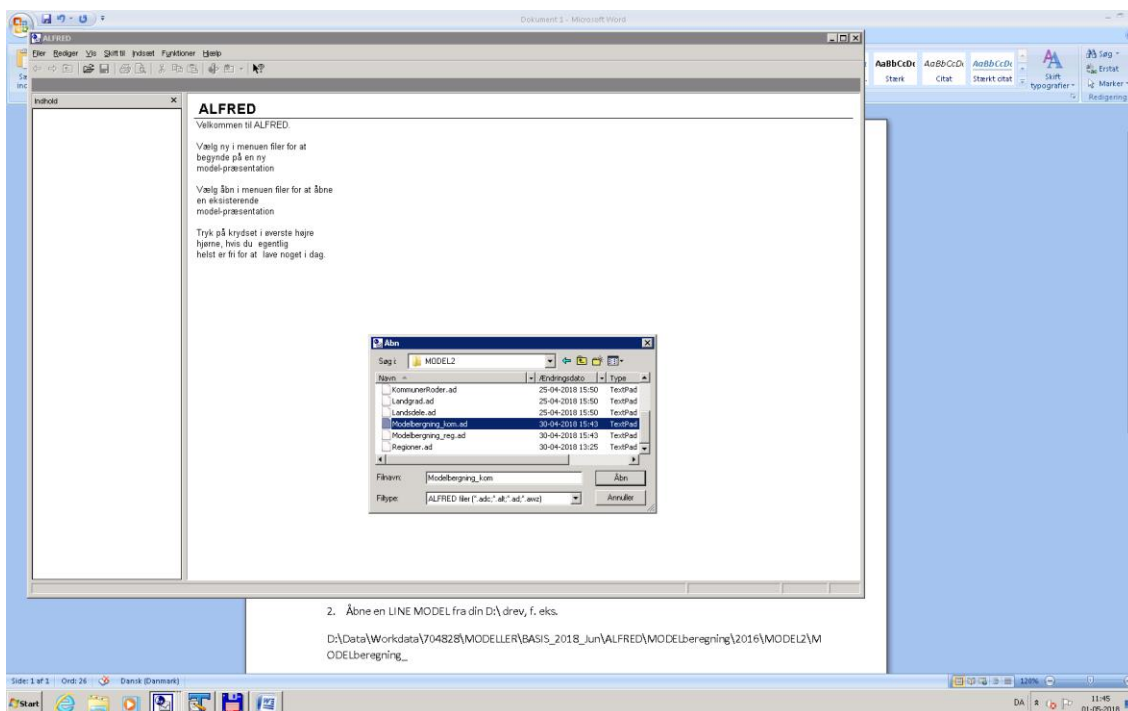 Dokument1 - Microsoft Word
ALFRED
Filer Rediger Vis Skift til Indsæt Funktioner Hjælp
AaBbCcDc AaBbCcDc AaBbCcDc
Stærk Citat Stærkt citat
Skift
typografier
Søg
Erstat
Marker
Redigering
Indhold
ALFRED
Velkommen til ALFRED.
Vælg ny i menuen filer for at
begynde på en ny
model-præsentation
Vælg åbn i menuen filer for at åbne
en eksisterende
model-præsentation
Tryk på krydset i øverste højre
hjørne, hvis du egentlig
helst er fri for at lave noget i dag.
Åbn
Søg i: MODEL2
Navn Ændringsdato Type
KommunerRoder.ad 25-04-2018 15:50 TextPad
Landgrad.ad 25-04-2018 15:50 TextPad
Landsdele.ad 25-04-2018 15:50 TextPad
Modelbergning_kom.ad 30-04-2018 15:43 TextPad
Modelbergning_reg.ad 30-04-2018 15:43 TextPad
Regioner.ad 30-04-2018 13:25 TextPad
Filnavn: Modelbergning_kom Åbn
Filtype: ALFRED filer (*.adc;*.alt;*.ad;*.awz) Annuller
2. Åbne en LINE MODEL fra din D:\ drev, f. eks.
D:\Data\Workdata\704828\MODELLER\BASIS_2018_Jun\ALFRED\MODELberegning\2016\MODEL2\M
ODELberegning_
Side: 1 af 1 Ord: 26 Dansk (Danmark) 120%
Start DA 11:45
01-05-2018